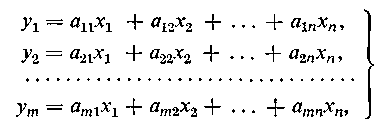 y₁ = a₁₁x₁ + a₁₂x₂ + ... + a₁ₙxₙ,
y₂ = a₂₁x₁ + a₂₂x₂ + ... + a₂ₙxₙ,
. . . . . . . . . . . . . . . . . . . . . . . . . . . . . . . . .
yₘ = aₘ₁x₁ + aₘ₂x₂ + ... + aₘₙxₙ,